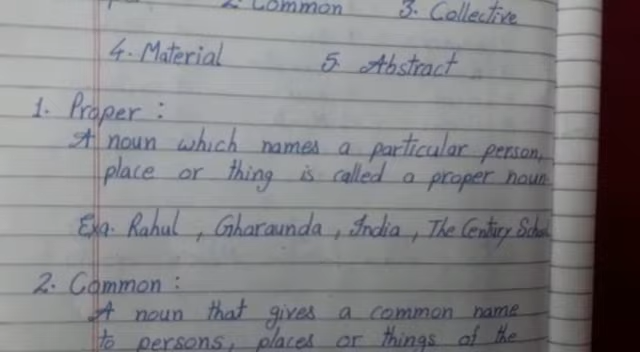 2. Common 3. Collective
4. Material 5. Abstract
1. Proper :
A noun which names a particular person,
place or thing is called a proper noun
Exa. Rahul , Gharaunda , India , The Century School
2. Common :
A noun that gives a common name
to persons, places or things of the